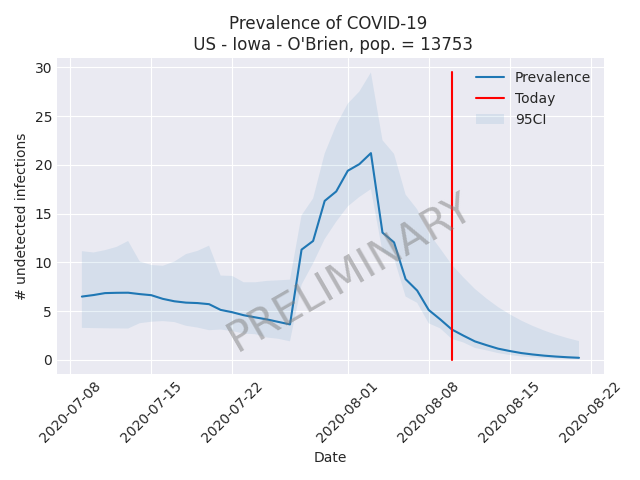 Prevalence of COVID-19
US - Iowa - O'Brien, pop. = 13753
30
25
20
15
10
5
0
# undetected infections
Prevalence
Today
95CI
PRELIMINARY
2020-07-08
2020-07-15
2020-07-22
2020-08-01
2020-08-08
2020-08-15
2020-08-22
Date